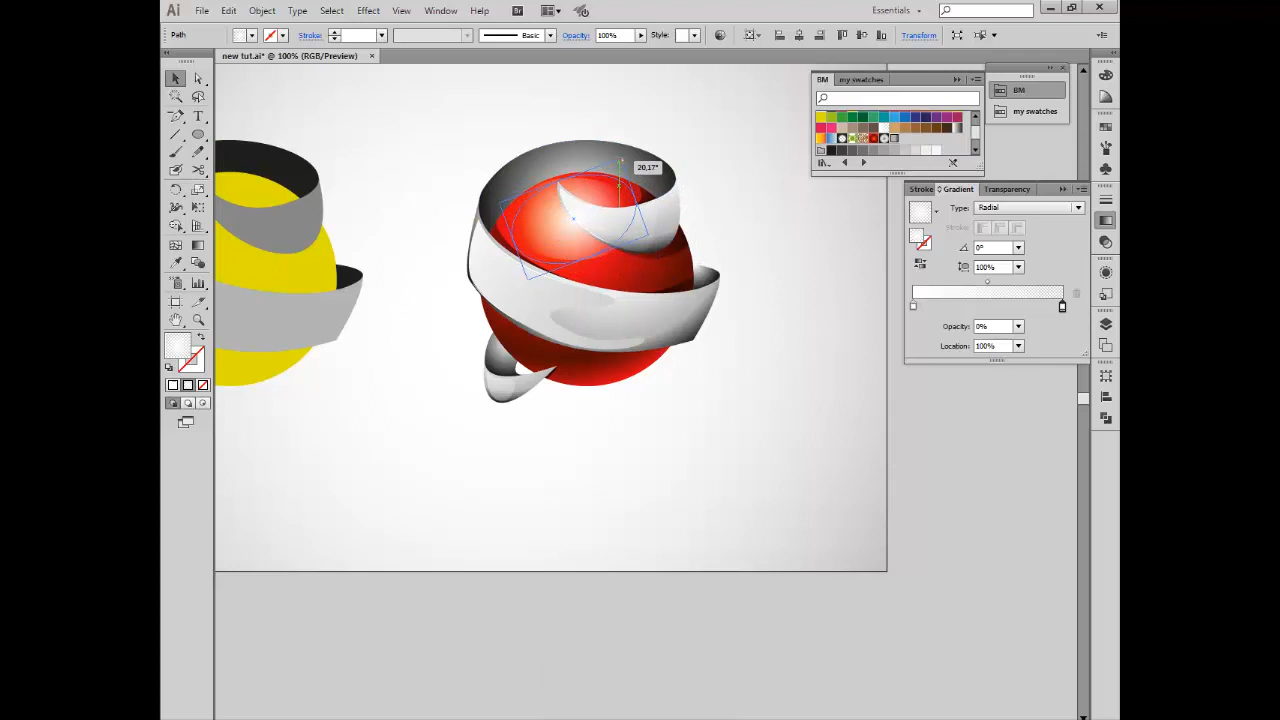 Ai File Edit Object Type Select Effect View Window Help Br Essentials
Path Stroke: Basic Opacity: 100% Style: Transform
new tut.ai* @ 100% (RGB/Preview) ×
BM my swatches
BM
my swatches
20,17°
Stroke Gradient Transparency
Type: Radial
Stroke:
0°
100%
Opacity: 0%
Location: 100%